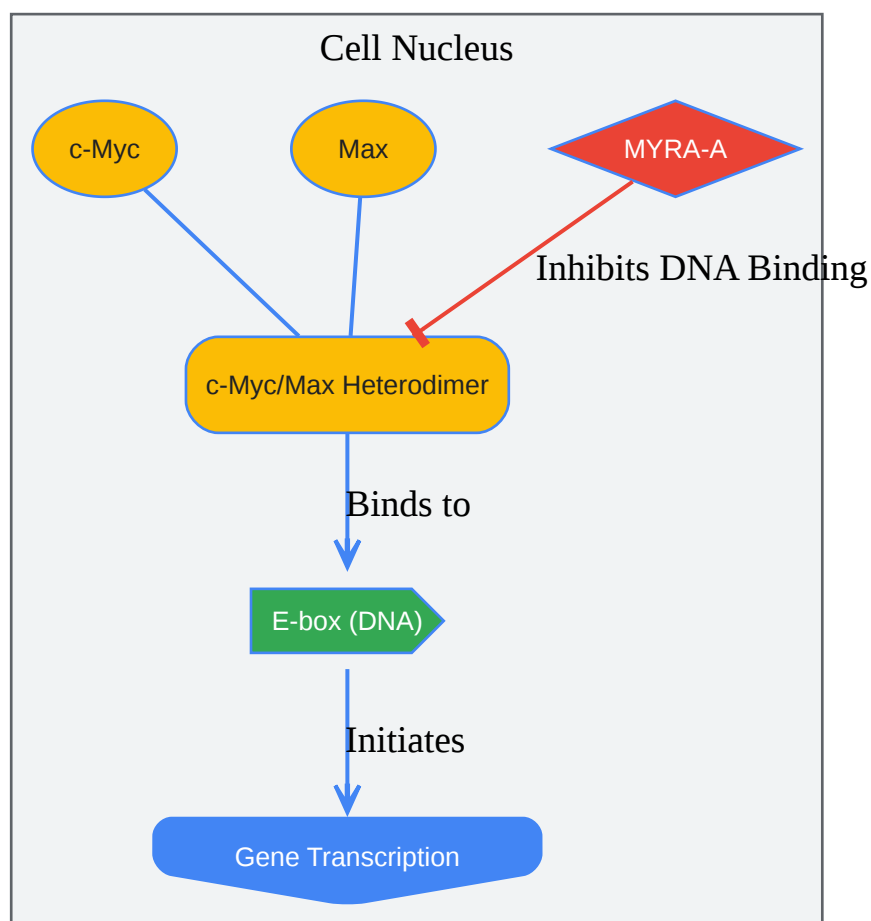 Cell Nucleus
c-Myc
Max
MYRA-A
Inhibits DNA Binding
c-Myc/Max Heterodimer
Binds to
E-box (DNA)
Initiates
Gene Transcription